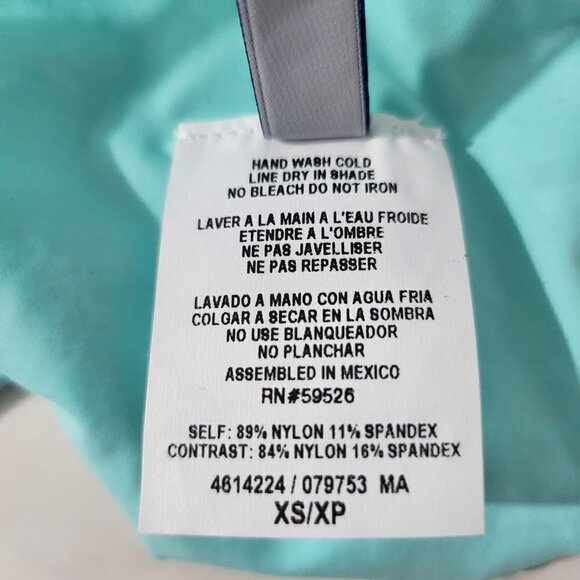 HAND WASH COLD
LINE DRY IN SHADE
NO BLEACH DO NOT IRON
LAVER A LA MAIN A L'EAU FROIDE
ETENDRE A L'OMBRE
NE PAS JAVELLISER
NE PAS REPASSER
LAVADO A MANO CON AGUA FRIA
COLGAR A SECAR EN LA SOMBRA
NO USE BLANQUEADOR
NO PLANCHAR
ASSEMBLED IN MEXICO
RN#59526
SELF: 89% NYLON 11% SPANDEX
CONTRAST: 84% NYLON 16% SPANDEX
4614224 / 079753 MA
XS/XP